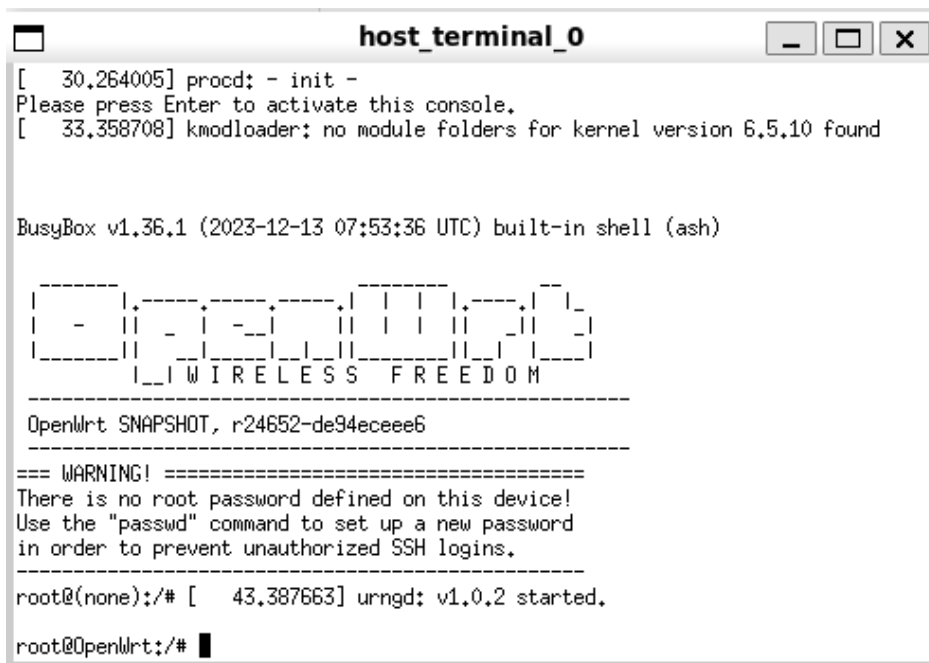 host_terminal_0
[   30.264005] procd: - init -
Please press Enter to activate this console.
[   33.358708] kmodloader: no module folders for kernel version 6.5.10 found
BusyBox v1.36.1 (2023-12-13 07:53:36 UTC) built-in shell (ash)
OpenWrt
W I R E L E S S   F R E E D O M
-----------------------------------------------------
OpenWrt SNAPSHOT, r24652-de94eceee6
-----------------------------------------------------
=== WARNING! =====================================
There is no root password defined on this device!
Use the "passwd" command to set up a new password
in order to prevent unauthorized SSH logins.
--------------------------------------------------
root@(none):/# [   43.387663] urngd: v1.0.2 started.
root@OpenWrt:/#